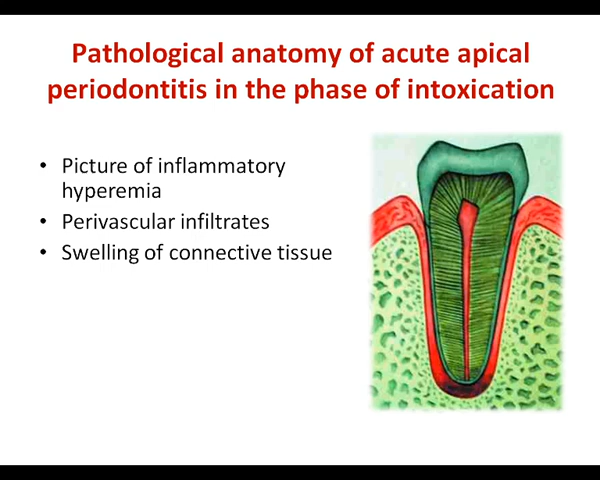 Pathological anatomy of acute apical
periodontitis in the phase of intoxication
• Picture of inflammatory
hyperemia
• Perivascular infiltrates
• Swelling of connective tissue